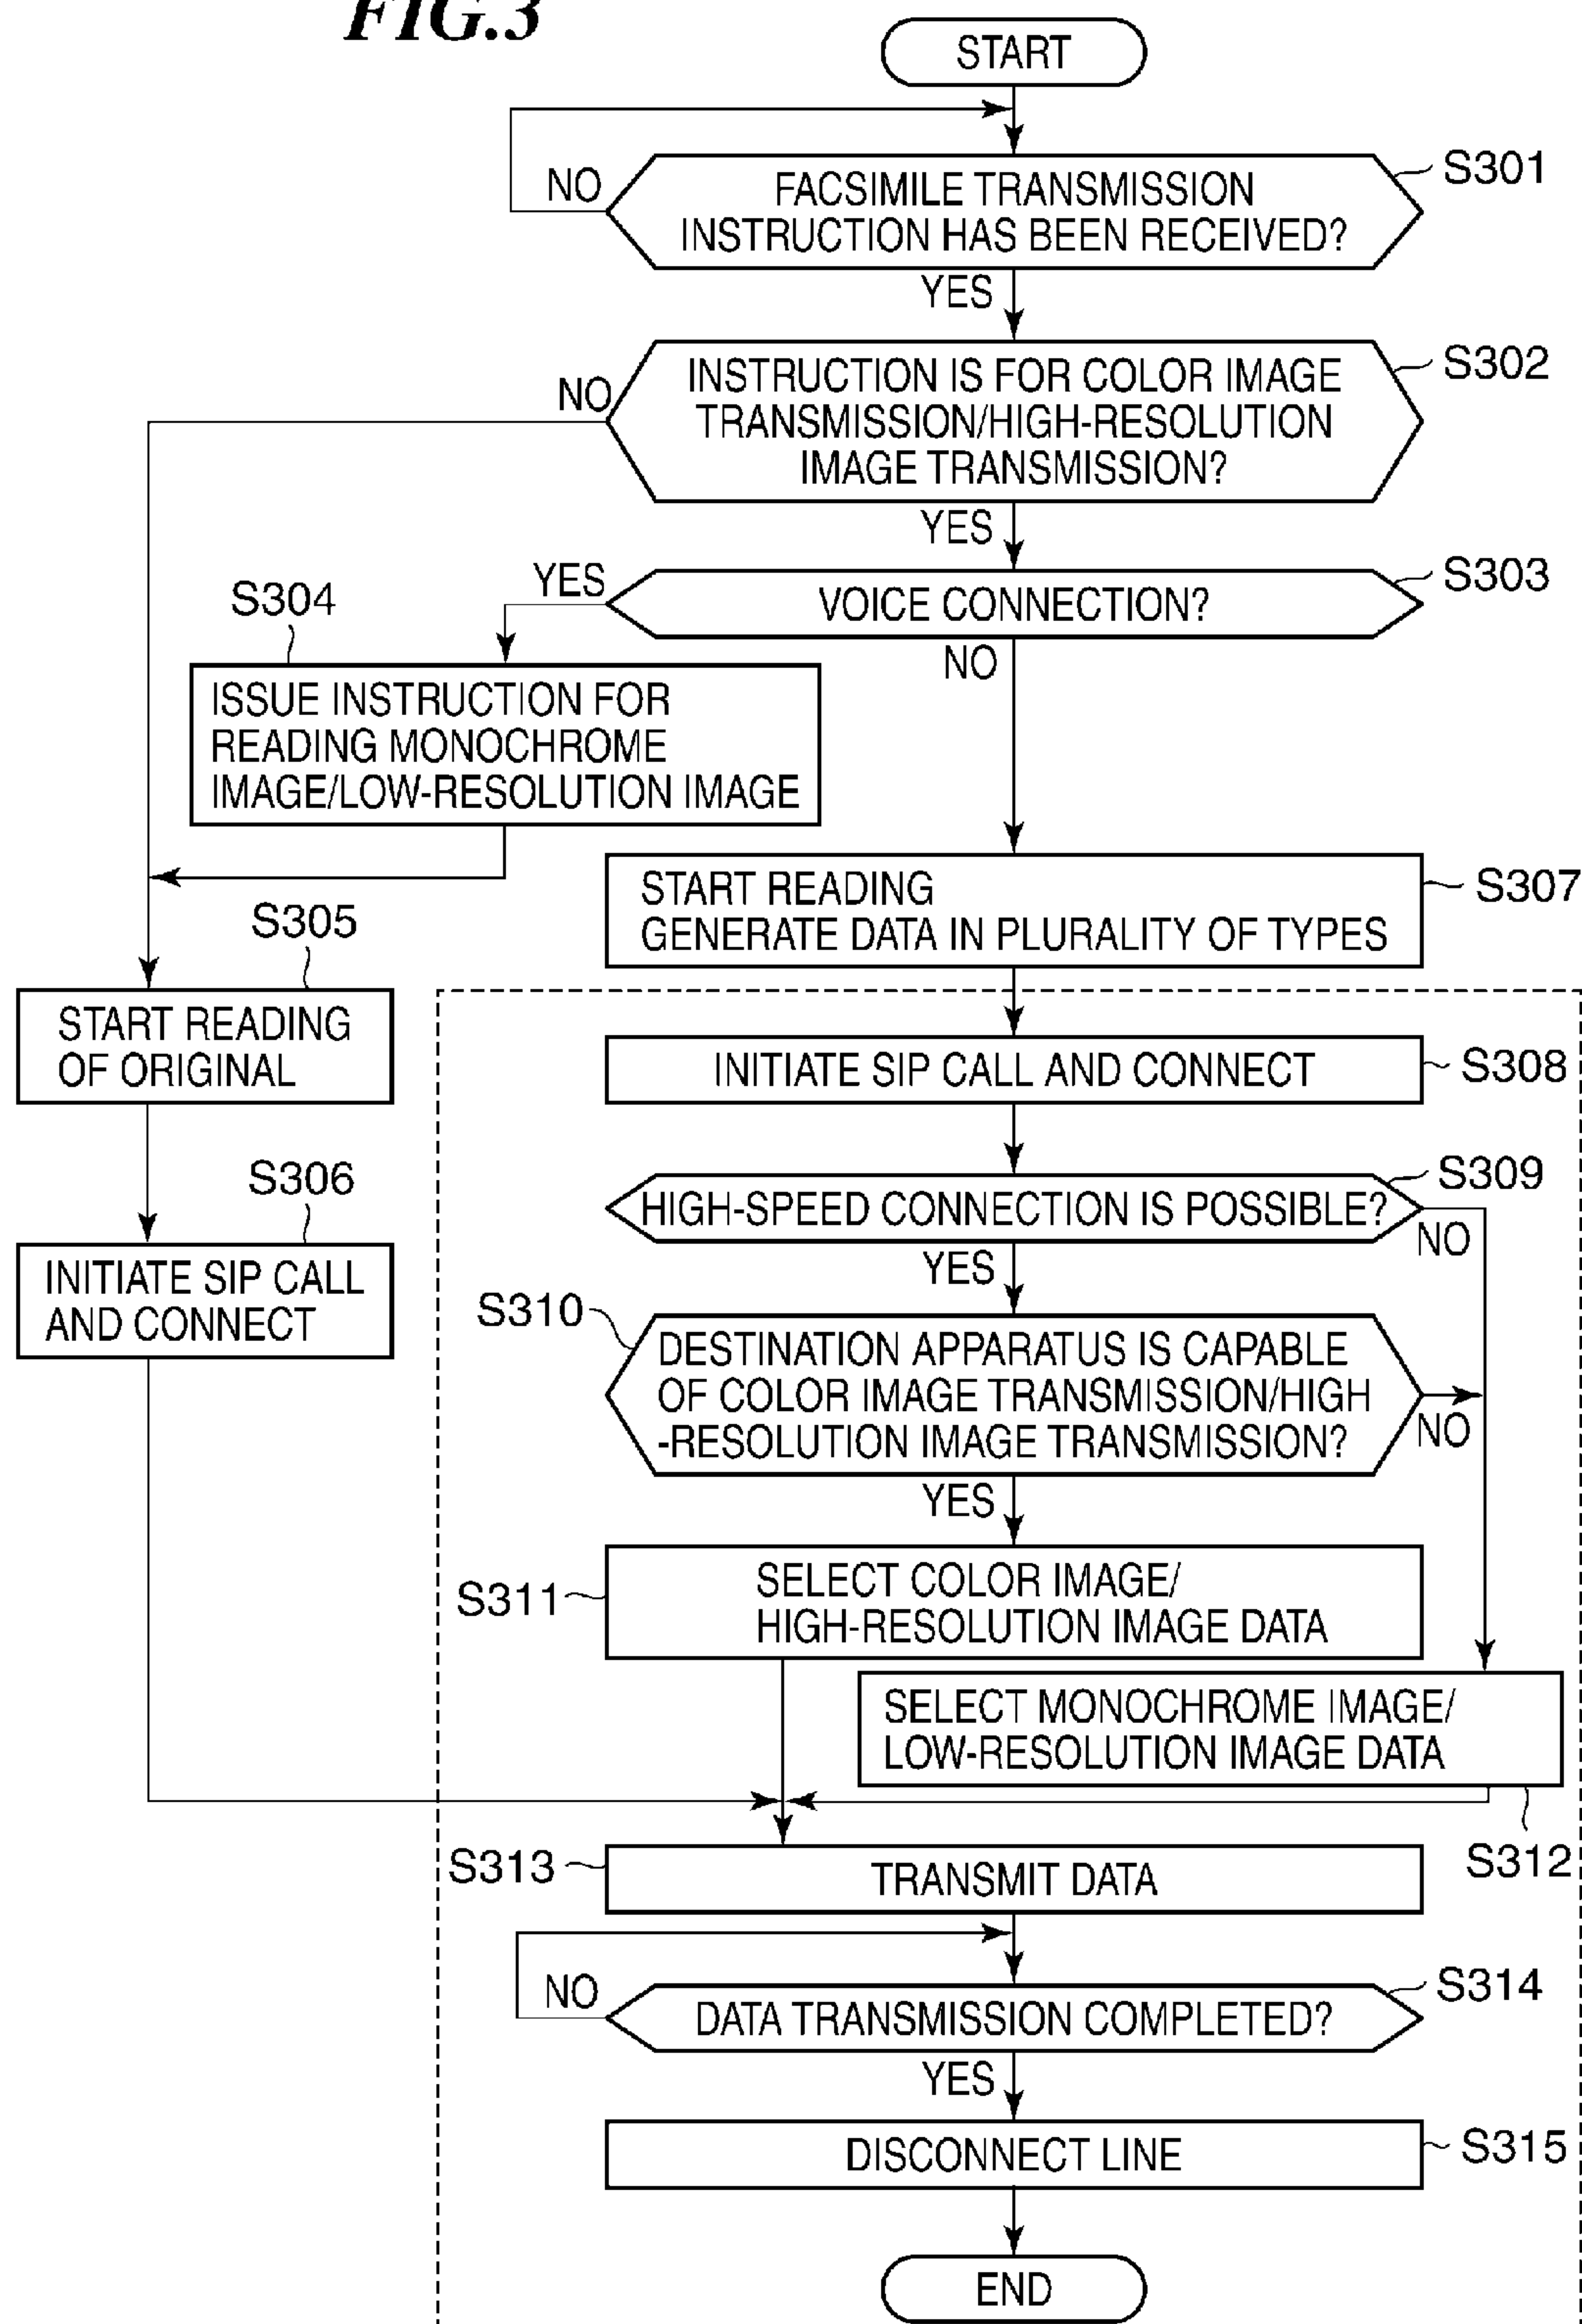 FIG.3
START
S301
NO
FACSIMILE TRANSMISSION
INSTRUCTION HAS BEEN RECEIVED?
YES
S302
NO
INSTRUCTION IS FOR COLOR IMAGE
TRANSMISSION/HIGH-RESOLUTION
IMAGE TRANSMISSION?
YES
S303
YES
VOICE CONNECTION?
NO
S304
ISSUE INSTRUCTION FOR
READING MONOCHROME
IMAGE/LOW-RESOLUTION IMAGE
S307
START READING
GENERATE DATA IN PLURALITY OF TYPES
S305
START READING
OF ORIGINAL
S308
INITIATE SIP CALL AND CONNECT
S306
INITIATE SIP CALL
AND CONNECT
S309
HIGH-SPEED CONNECTION IS POSSIBLE?
NO
YES
S310
DESTINATION APPARATUS IS CAPABLE
OF COLOR IMAGE TRANSMISSION/HIGH
-RESOLUTION IMAGE TRANSMISSION?
NO
YES
S311
SELECT COLOR IMAGE/
HIGH-RESOLUTION IMAGE DATA
SELECT MONOCHROME IMAGE/
LOW-RESOLUTION IMAGE DATA
S312
S313
TRANSMIT DATA
S314
NO
DATA TRANSMISSION COMPLETED?
YES
DISCONNECT LINE
S315
END